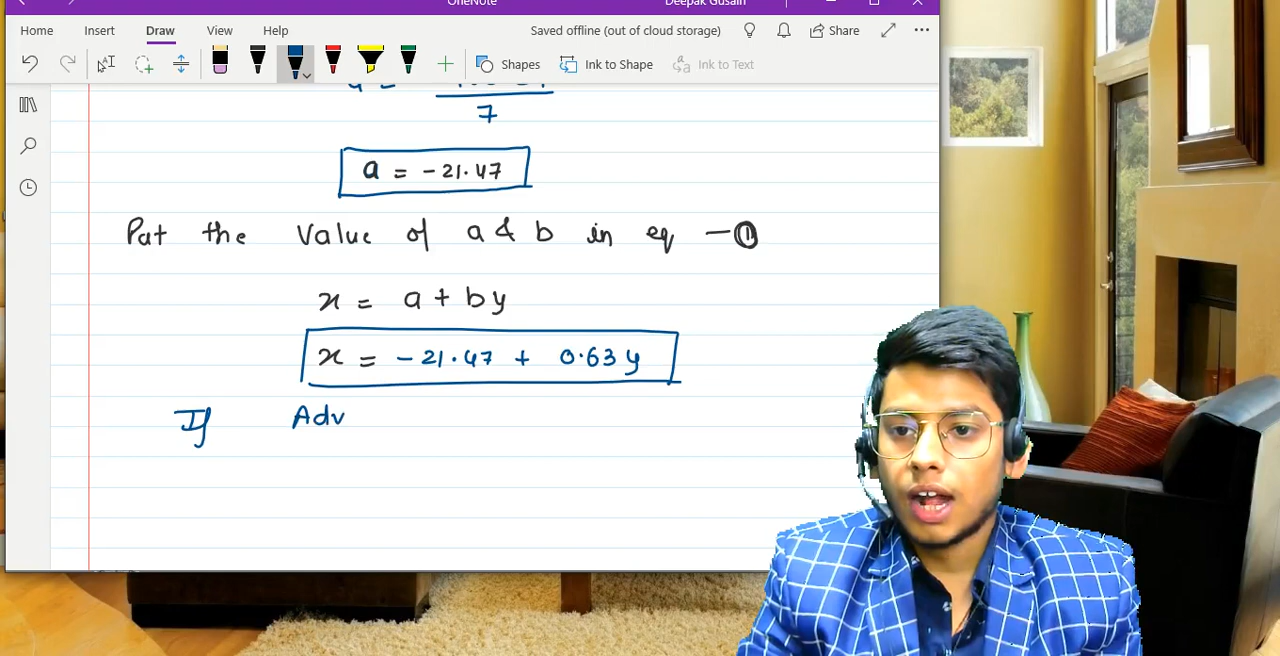 OneNote
Deepak Gusain
Home Insert Draw View Help Saved offline (out of cloud storage) Share
Shapes Ink to Shape Ink to Text
7
a = - 21.47
Put the Value of a & b in eq - ①
x = a + by
x = - 21.47 + 0.63 y
If Adv